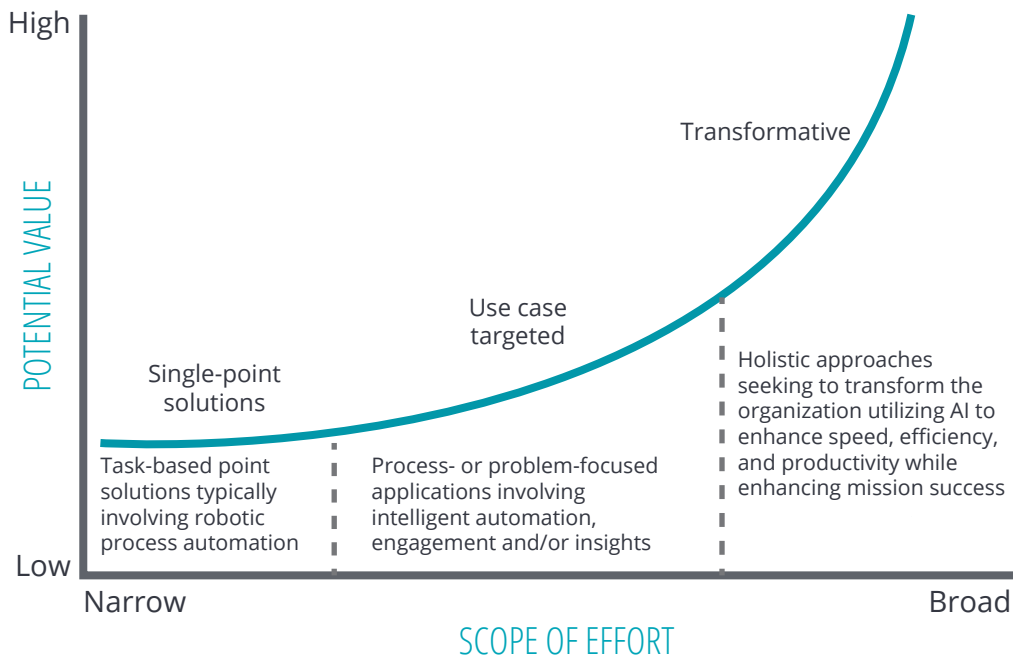 High
POTENTIAL VALUE
Low
Transformative
Use case
targeted
Single-point
solutions
Task-based point
solutions typically
involving robotic
process automation
Process- or problem-focused
applications involving
intelligent automation,
engagement and/or insights
Holistic approaches
seeking to transform the
organization utilizing AI to
enhance speed, efficiency,
and productivity while
enhancing mission success
Narrow
Broad
SCOPE OF EFFORT